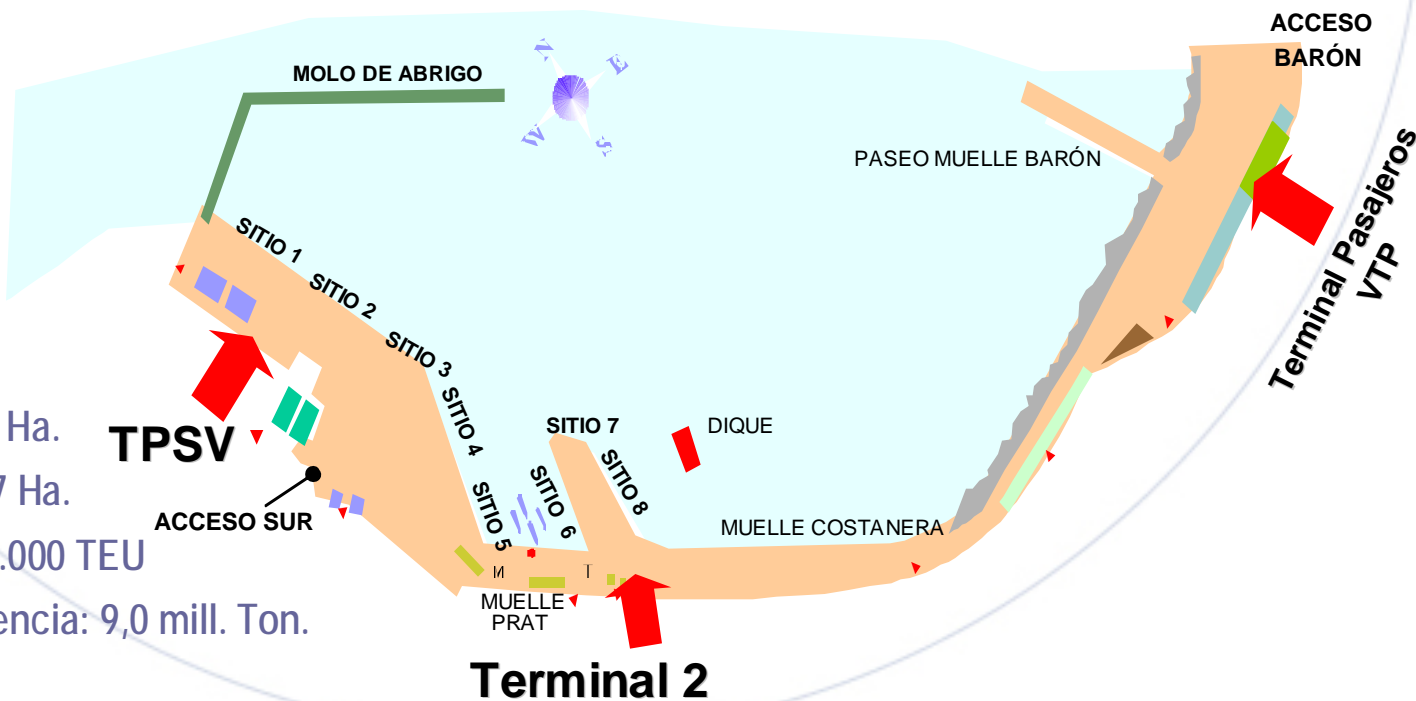 ACCESO
BARÓN
MOLO DE ABRIGO
N
E
W
S
PASEO MUELLE BARÓN
SITIO 1
SITIO 2
SITIO 3
SITIO 4
SITIO 5
SITIO 6
SITIO 7
SITIO 8
DIQUE
Terminal Pasajeros
VTP
Ha.
TPSV
7 Ha.
ACCESO SUR
MUELLE COSTANERA
.000 TEU
M
T
MUELLE
PRAT
encia: 9,0 mill. Ton.
Terminal 2